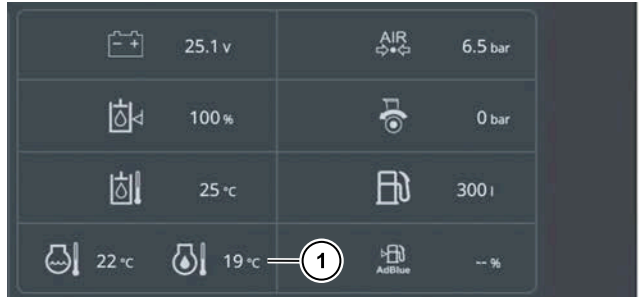 25.1 v
AIR
6.5 bar
100 %
0 bar
25 °C
300 l
22 °C
19 °C
1
AdBlue
-- %